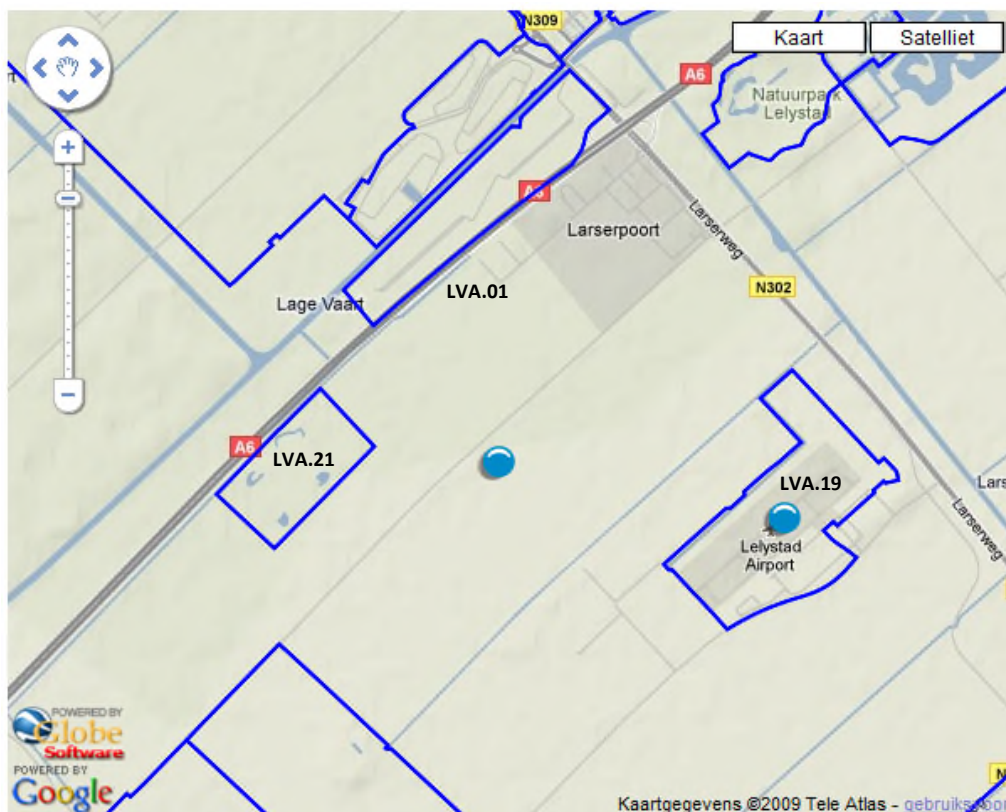 N309
Kaart
Satelliet
A6
Natuurpark
Lelystad
Larserpoort
Larserweg
N302
LVA.01
Lage Vaart
A6
LVA.21
LVA.19
Lelystad
Airport
Larserweg
POWERED BY
Globe
Software
POWERED BY
Google
Kaartgegevens ©2009 Tele Atlas -